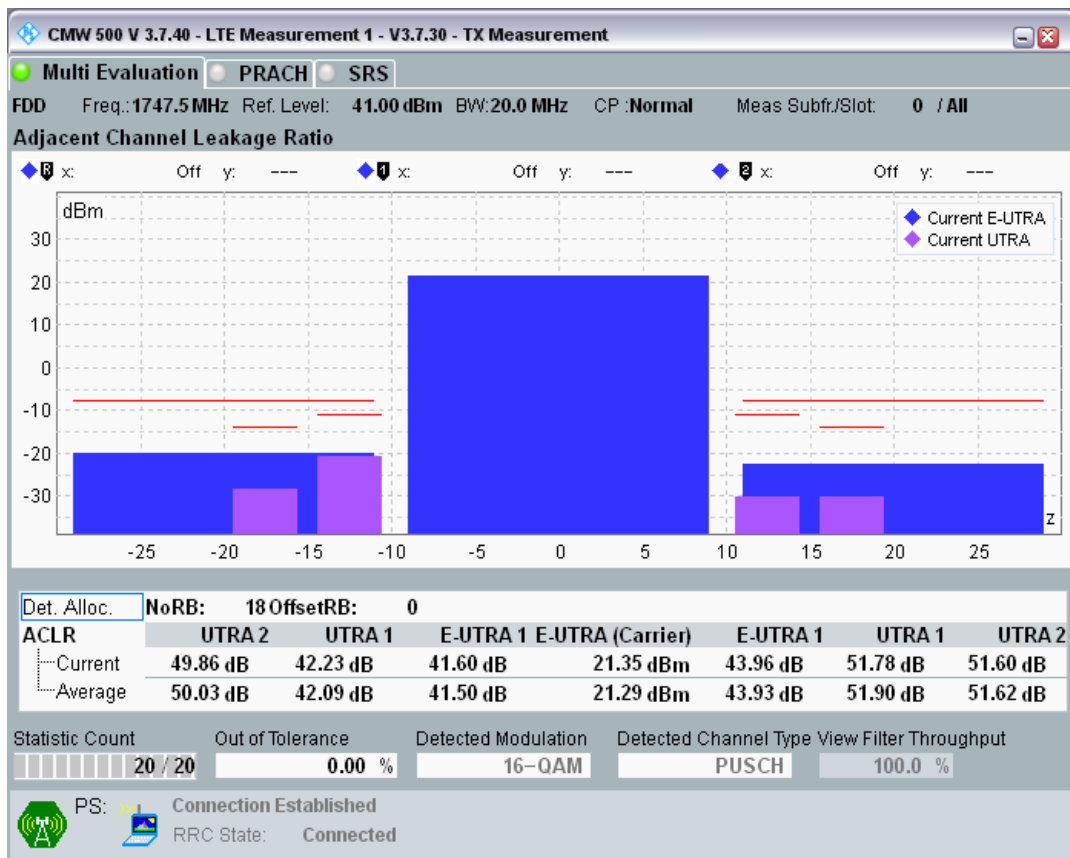 CMW 500 V 3.7.40 - LTE Measurement 1 - V3.7.30 - TX Measurement
Multi Evaluation PRACH SRS
FDD Freq.: 1747.5 MHz Ref. Level: 41.00 dBm BW: 20.0 MHz CP : Normal Meas Subfr./Slot: 0 / All
Adjacent Channel Leakage Ratio
R x: Off y: --- 1 x: Off y: --- 2 x: Off y: ---
dBm
Current E-UTRA
Current UTRA
30
20
10
0
-10
-20
-30
z
-25 -20 -15 -10 -5 0 5 10 15 20 25
Det. Alloc. NoRB: 18 OffsetRB: 0
ACLR UTRA 2 UTRA 1 E-UTRA 1 E-UTRA (Carrier) E-UTRA 1 UTRA 1 UTRA 2
Current 49.86 dB 42.23 dB 41.60 dB 21.35 dBm 43.96 dB 51.78 dB 51.60 dB
Average 50.03 dB 42.09 dB 41.50 dB 21.29 dBm 43.93 dB 51.90 dB 51.62 dB
Statistic Count Out of Tolerance Detected Modulation Detected Channel Type View Filter Throughput
20 / 20 0.00 % 16-QAM PUSCH 100.0 %
PS: Connection Established
RRC State: Connected